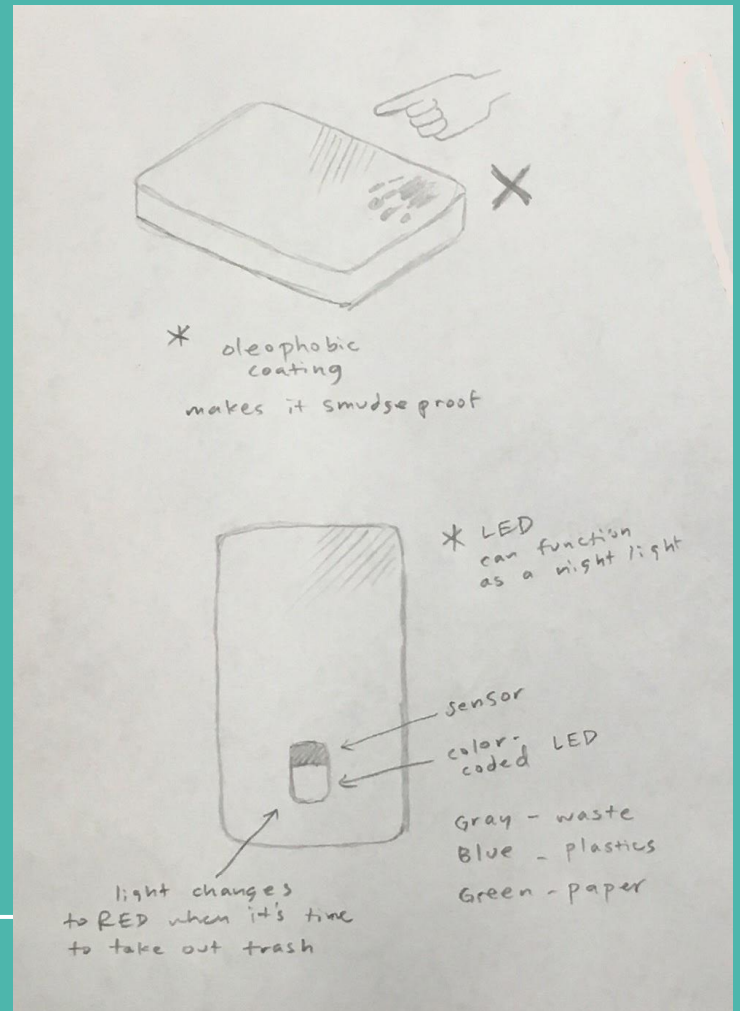 * oleophobic
coating
makes it smudge proof
* LED
can function
as a night light
sensor
color-
coded LED
Gray - waste
Blue - plastics
Green - paper
light changes
to RED when it's time
to take out trash